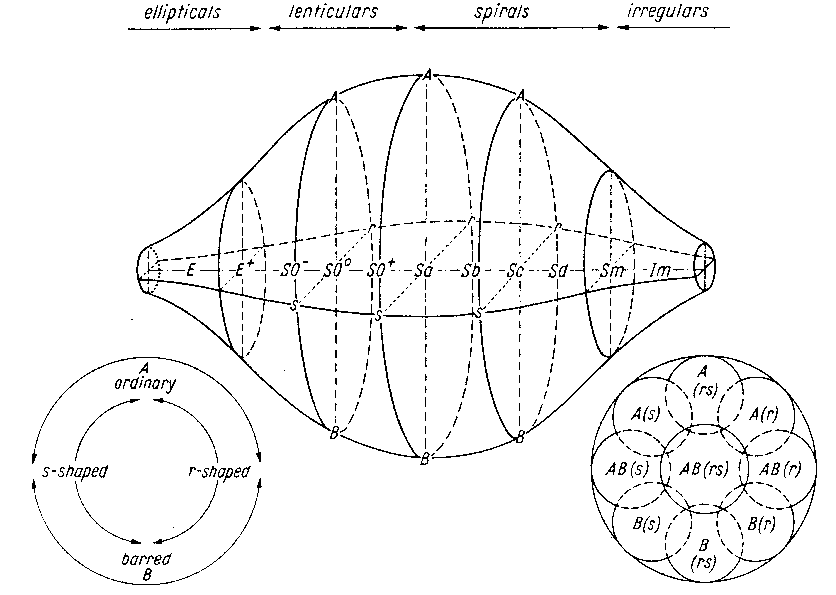 ellipticals lenticulars spirals irregulars
A
A A
r r r
E E+ S0- S0o S0+ Sa Sb Sc Sd Sm Im
s s s
B B
B
A
ordinary
s-shaped r-shaped
barred
B
A
(rs)
A(s) A(r)
AB(s) AB(rs) AB(r)
B(s) B(r)
B
(rs)